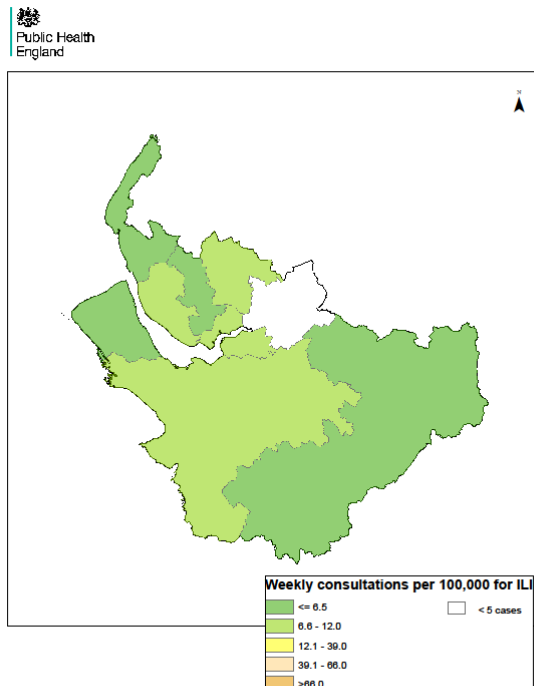 Public Health
England
N
Weekly consultations per 100,000 for ILI
<= 6.5
< 5 cases
6.6 - 12.0
12.1 - 39.0
39.1 - 66.0
>66.0